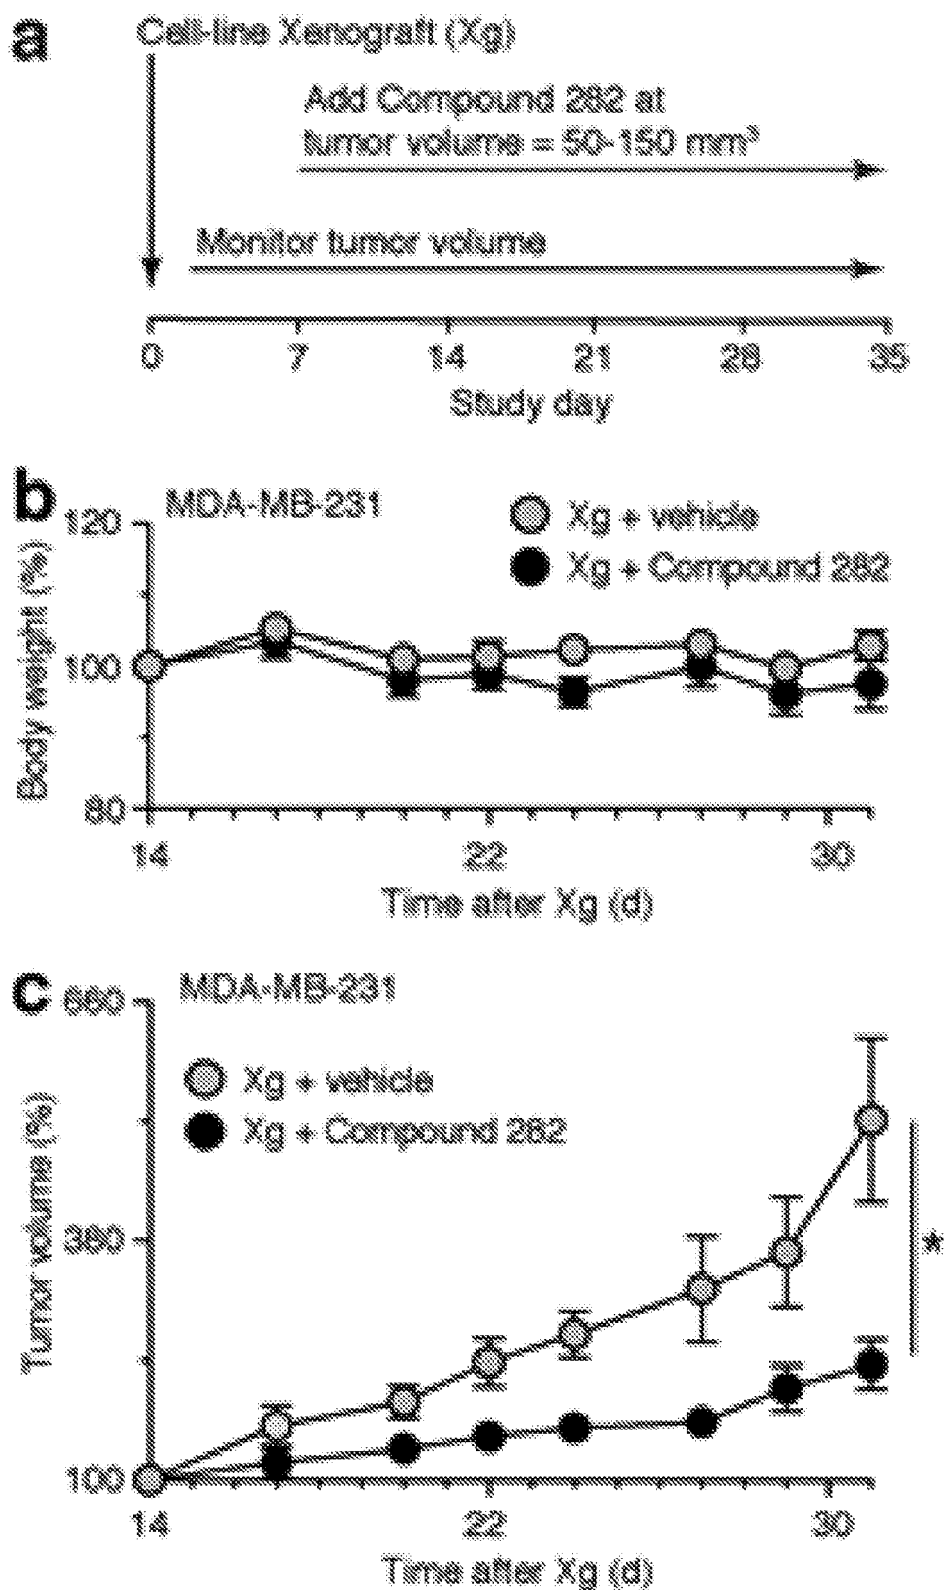 a
Cell-line Xenograft (Xg)
Add Compound 282 at
tumor volume = 50-150 mm³
Monitor tumor volume
0 7 14 21 28 35
Study day
b
MDA-MB-231
Xg + vehicle
Xg + Compound 282
Body weight (%)
120
100
80
14 22 30
Time after Xg (d)
c
MDA-MB-231
Xg + vehicle
Xg + Compound 282
Tumor volume (%)
660
380
100
*
14 22 30
Time after Xg (d)